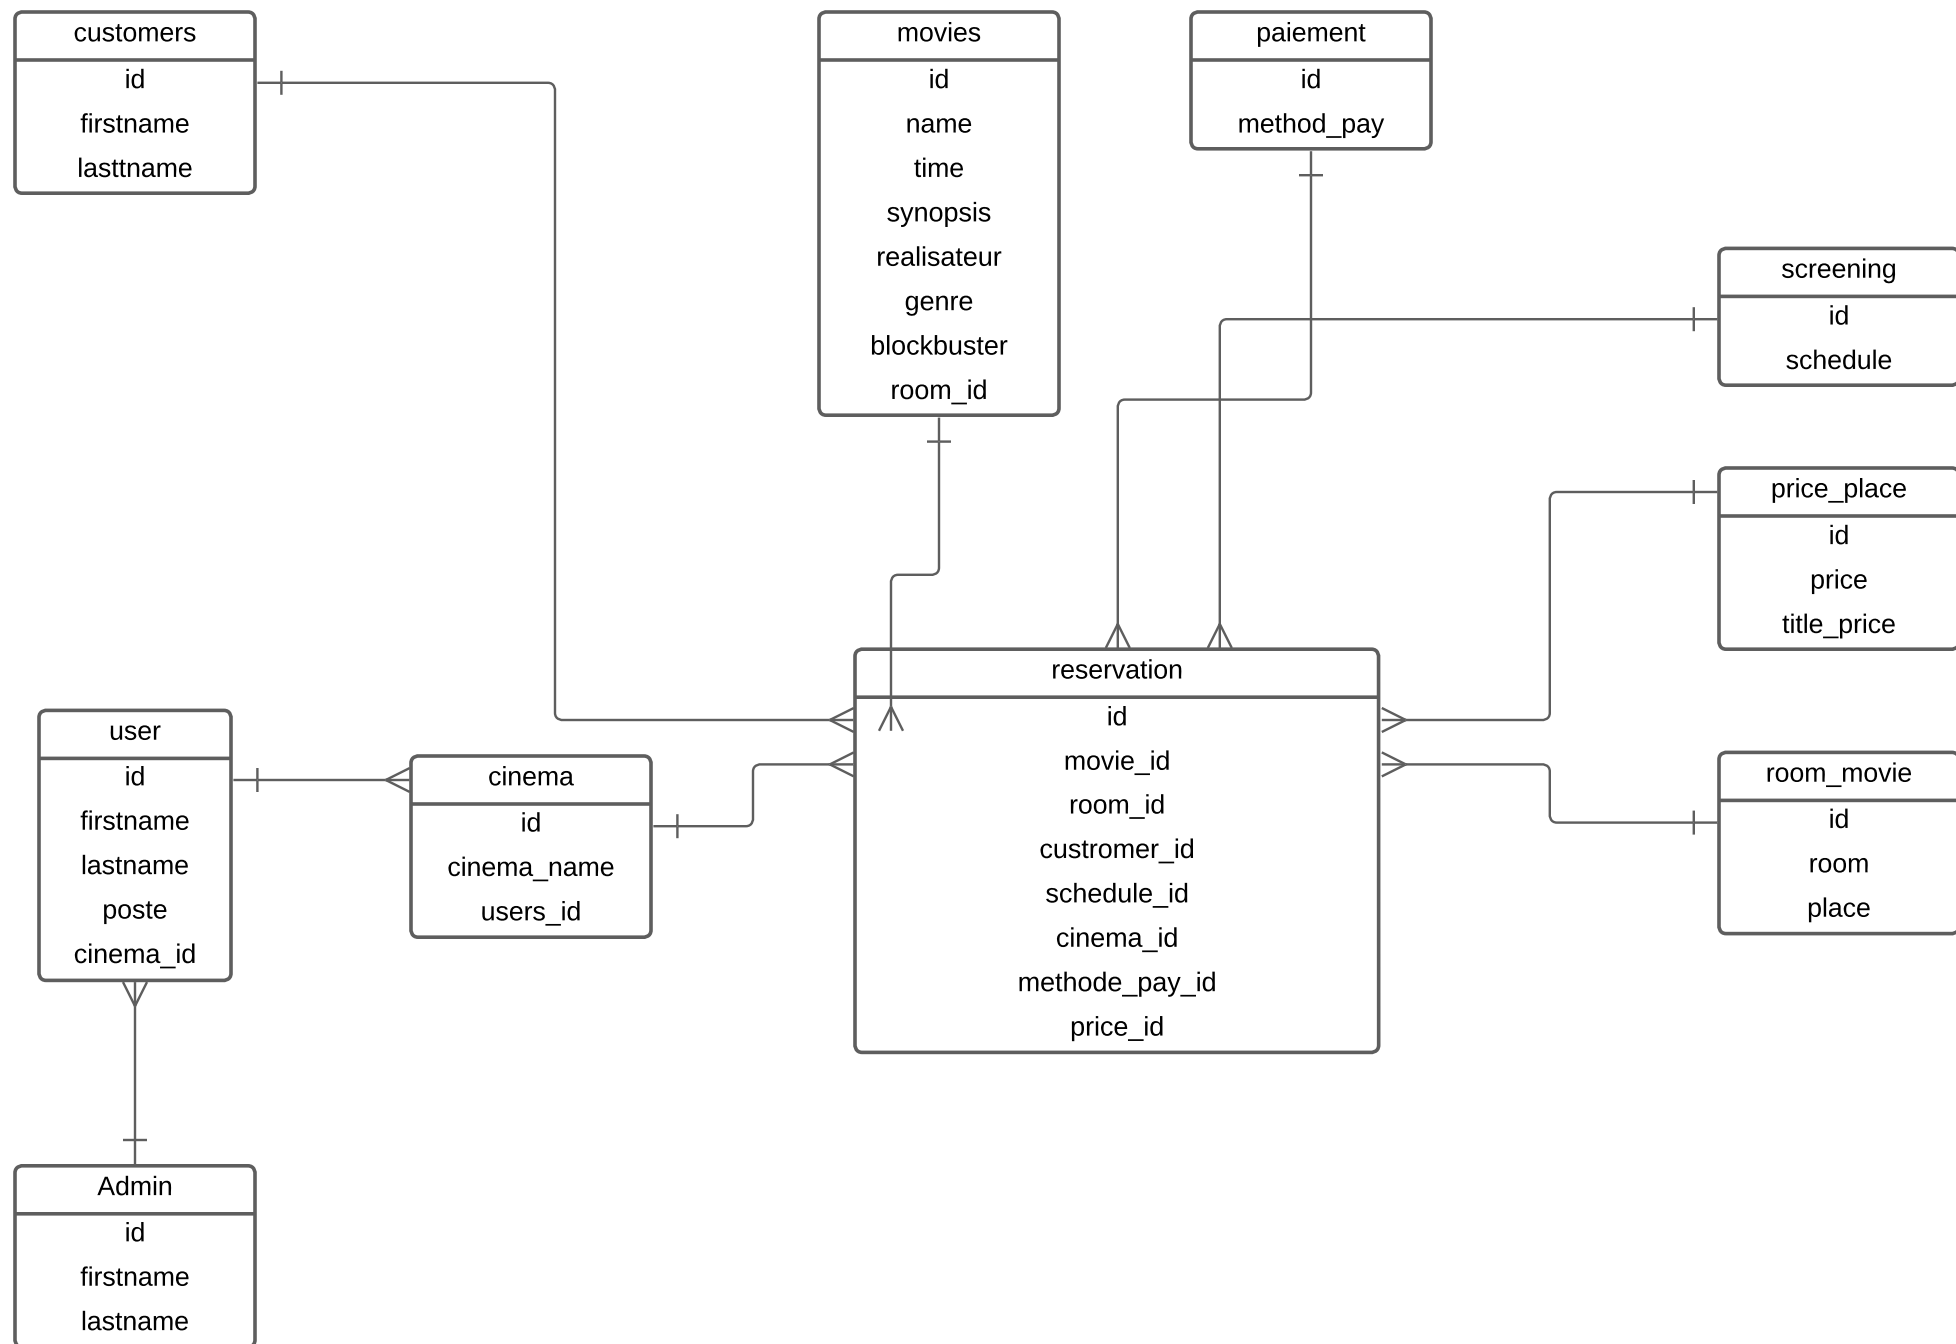 customers
id
firstname
lasttname
movies
id
name
time
synopsis
realisateur
genre
blockbuster
room_id
paiement
id
method_pay
screening
id
schedule
price_place
id
price
title_price
reservation
id
movie_id
room_id
custromer_id
schedule_id
cinema_id
methode_pay_id
price_id
user
id
firstname
lastname
poste
cinema_id
cinema
id
cinema_name
users_id
room_movie
id
room
place
Admin
id
firstname
lastname